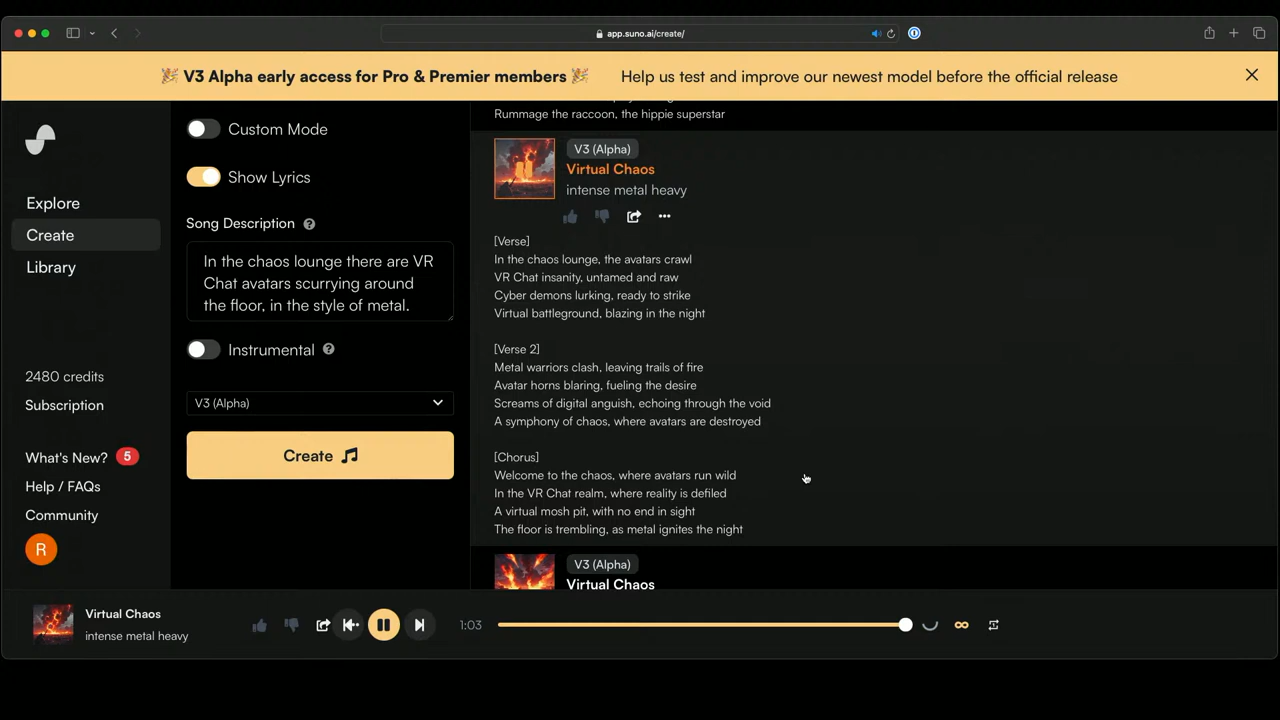 app.suno.ai/create/
🎉 V3 Alpha early access for Pro & Premier members 🎉 Help us test and improve our newest model before the official release
Custom Mode
Show Lyrics
Song Description
In the chaos lounge there are VR
Chat avatars scurrying around
the floor, in the style of metal.
Instrumental
V3 (Alpha)
Create
Explore
Create
Library
2480 credits
Subscription
What's New? 5
Help / FAQs
Community
R
Rummage the raccoon, the hippie superstar
V3 (Alpha)
Virtual Chaos
intense metal heavy
[Verse]
In the chaos lounge, the avatars crawl
VR Chat insanity, untamed and raw
Cyber demons lurking, ready to strike
Virtual battleground, blazing in the night
[Verse 2]
Metal warriors clash, leaving trails of fire
Avatar horns blaring, fueling the desire
Screams of digital anguish, echoing through the void
A symphony of chaos, where avatars are destroyed
[Chorus]
Welcome to the chaos, where avatars run wild
In the VR Chat realm, where reality is defiled
A virtual mosh pit, with no end in sight
The floor is trembling, as metal ignites the night
V3 (Alpha)
Virtual Chaos
Virtual Chaos
intense metal heavy
1:03